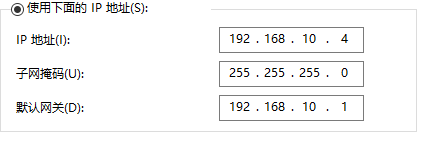 使用下面的 IP 地址(S):
IP 地址(I):
192 . 168 . 10 . 4
子网掩码(U):
255 . 255 . 255 . 0
默认网关(D):
192 . 168 . 10 . 1